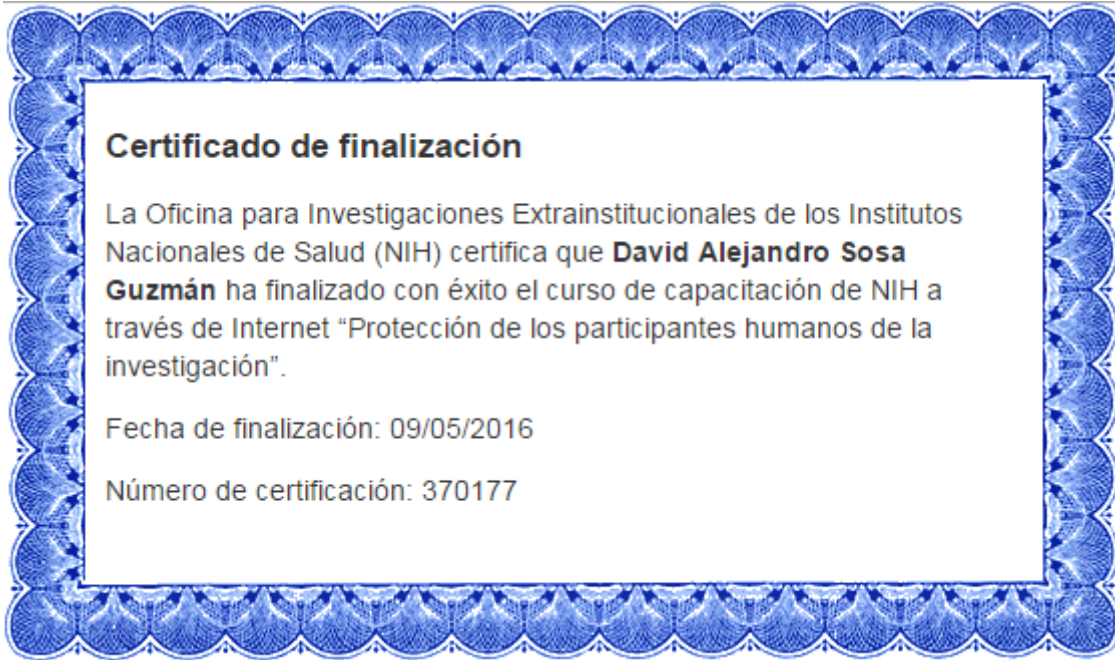 Certificado de finalización
La Oficina para Investigaciones Extrainstitucionales de los Institutos
Nacionales de Salud (NIH) certifica que David Alejandro Sosa
Guzmán ha finalizado con éxito el curso de capacitación de NIH a
través de Internet “Protección de los participantes humanos de la
investigación”.
Fecha de finalización: 09/05/2016
Número de certificación: 370177